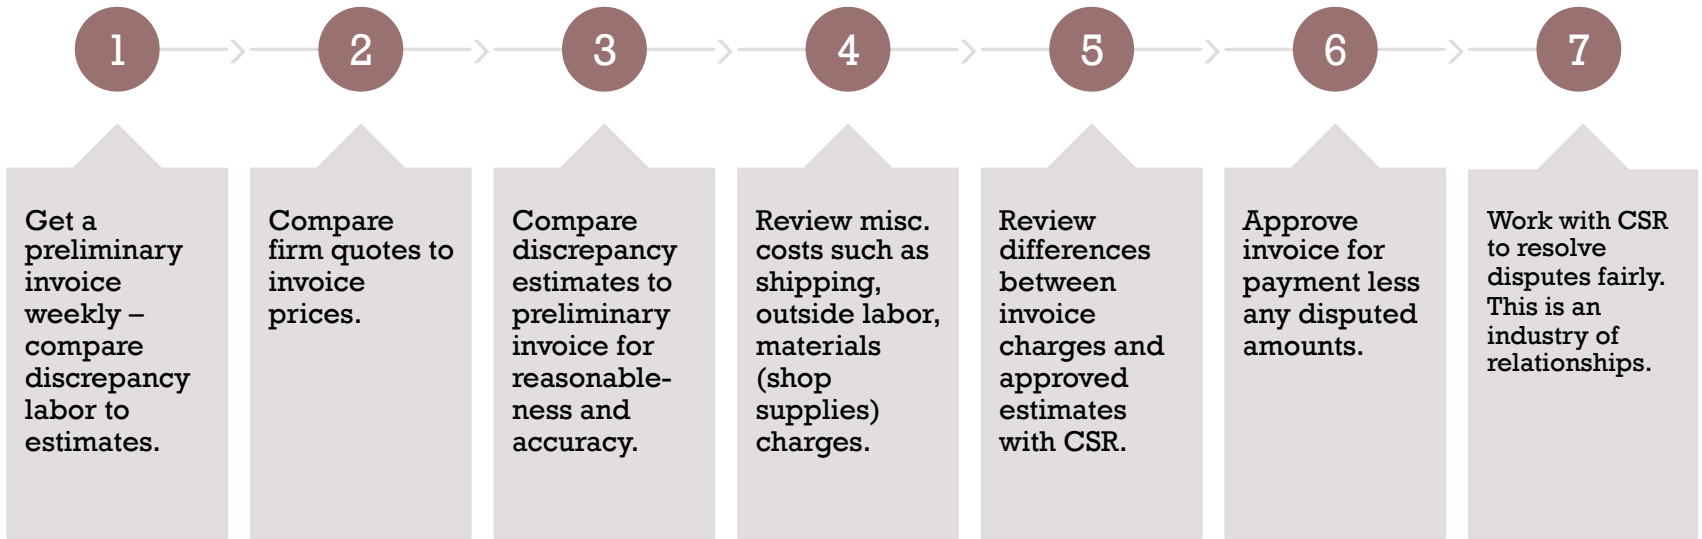 1
2
3
4
5
6
7
Get a
preliminary
invoice
weekly –
compare
discrepancy
labor to
estimates.
Compare
firm quotes to
invoice
prices.
Compare
discrepancy
estimates to
preliminary
invoice for
reasonable-
ness and
accuracy.
Review misc.
costs such as
shipping,
outside labor,
materials
(shop
supplies)
charges.
Review
differences
between
invoice
charges and
approved
estimates
with CSR.
Approve
invoice for
payment less
any disputed
amounts.
Work with CSR
to resolve
disputes fairly.
This is an
industry of
relationships.